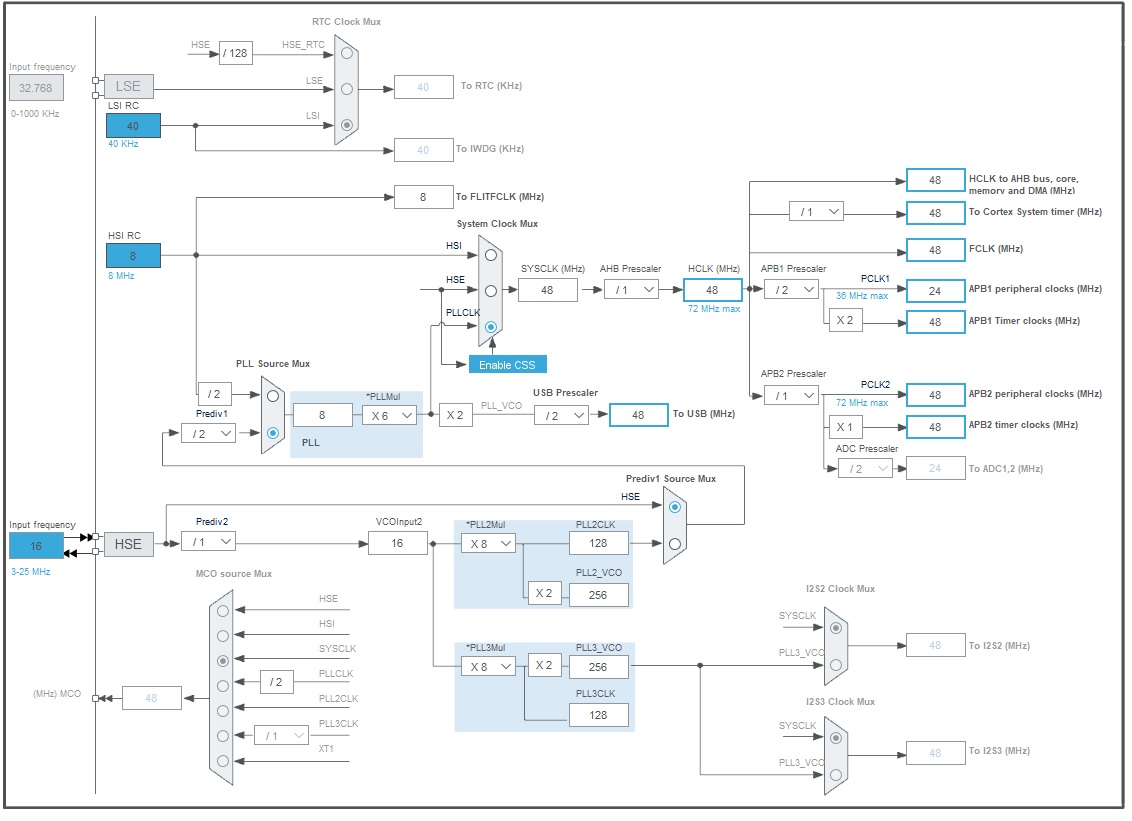 RTC Clock Mux
HSE
/ 128
HSE_RTC
Input frequency
32.768
0-1000 KHz
LSE
LSE
40
To RTC (KHz)
LSI RC
40
40 KHz
LSI
40
To IWDG (KHz)
8
To FLITFCLK (MHz)
HSI RC
8
8 MHz
System Clock Mux
HSI
HSE
PLLCLK
Enable CSS
SYSCLK (MHz)
48
AHB Prescaler
/ 1
HCLK (MHz)
48
72 MHz max
48
HCLK to AHB bus, core,
memory and DMA (MHz)
/ 1
48
To Cortex System timer (MHz)
48
FCLK (MHz)
APB1 Prescaler
/ 2
PCLK1
36 MHz max
24
APB1 peripheral clocks (MHz)
X 2
48
APB1 Timer clocks (MHz)
APB2 Prescaler
/ 1
PCLK2
72 MHz max
48
APB2 peripheral clocks (MHz)
X 1
48
APB2 timer clocks (MHz)
ADC Prescaler
/ 2
24
To ADC1,2 (MHz)
PLL Source Mux
/ 2
Prediv1
/ 2
8
*PLLMul
X 6
PLL
X 2
PLL_VCO
USB Prescaler
/ 2
48
To USB (MHz)
Prediv1 Source Mux
HSE
Input frequency
16
3-25 MHz
HSE
Prediv2
/ 1
VCOInput2
16
*PLL2Mul
X 8
PLL2CLK
128
PLL2_VCO
X 2
256
*PLL3Mul
X 8
X 2
PLL3_VCO
256
PLL3CLK
128
MCO source Mux
HSE
HSI
SYSCLK
PLLCLK
/ 2
PLL2CLK
PLL3CLK
/ 1
XT1
(MHz) MCO
48
I2S2 Clock Mux
SYSCLK
PLL3_VCO
48
To I2S2 (MHz)
I2S3 Clock Mux
SYSCLK
PLL3_VCO
48
To I2S3 (MHz)